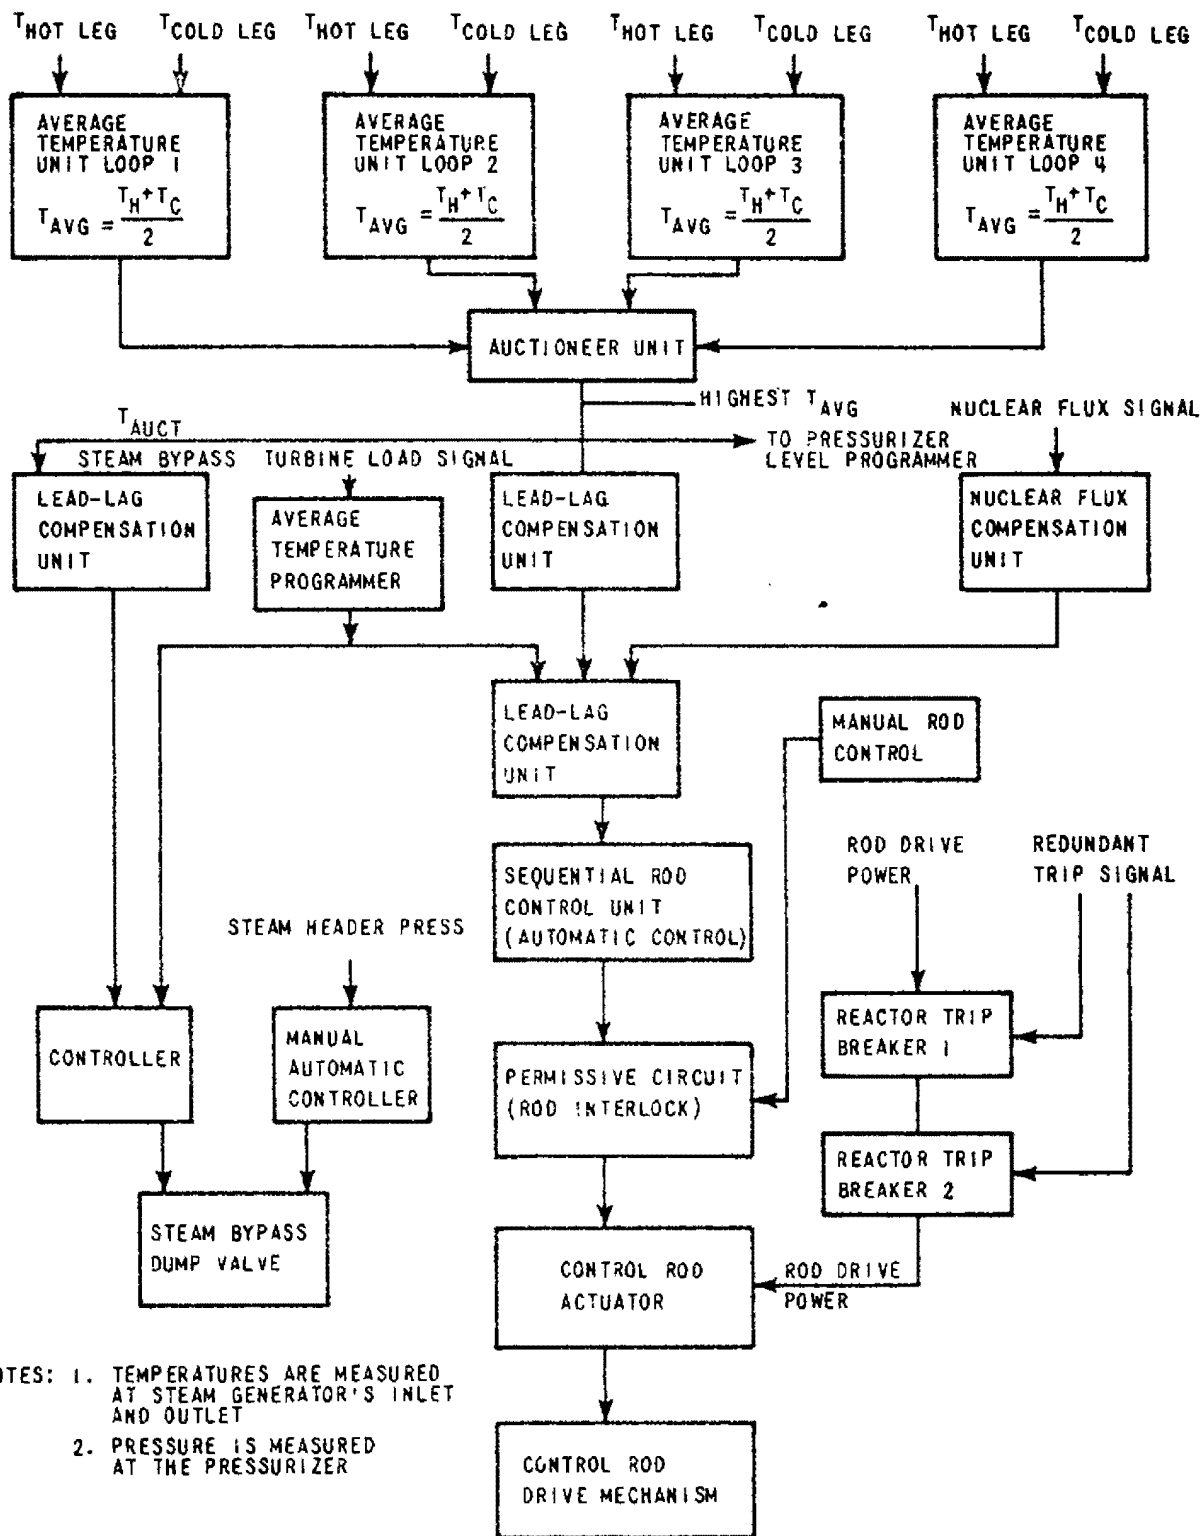 T HOT LEG T COLD LEG T HOT LEG T COLD LEG T HOT LEG T COLD LEG T HOT LEG T COLD LEG
AVERAGE
TEMPERATURE
UNIT LOOP 1
T AVG = T H + T C / 2
AVERAGE
TEMPERATURE
UNIT LOOP 2
T AVG = T H + T C / 2
AVERAGE
TEMPERATURE
UNIT LOOP 3
T AVG = T H + T C / 2
AVERAGE
TEMPERATURE
UNIT LOOP 4
T AVG = T H + T C / 2
AUCTIONEER UNIT
HIGHEST T AVG
NUCLEAR FLUX SIGNAL
T AUCT
TO PRESSURIZER
LEVEL PROGRAMMER
STEAM BYPASS
TURBINE LOAD SIGNAL
LEAD-LAG
COMPENSATION
UNIT
AVERAGE
TEMPERATURE
PROGRAMMER
LEAD-LAG
COMPENSATION
UNIT
NUCLEAR FLUX
COMPENSATION
UNIT
LEAD-LAG
COMPENSATION
UNIT
MANUAL ROD
CONTROL
SEQUENTIAL ROD
CONTROL UNIT
(AUTOMATIC CONTROL)
ROD DRIVE
POWER
REDUNDANT
TRIP SIGNAL
STEAM HEADER PRESS
CONTROLLER
MANUAL
AUTOMATIC
CONTROLLER
PERMISSIVE CIRCUIT
(ROD INTERLOCK)
REACTOR TRIP
BREAKER 1
REACTOR TRIP
BREAKER 2
STEAM BYPASS
DUMP VALVE
CONTROL ROD
ACTUATOR
ROD DRIVE
POWER
OTES: 1. TEMPERATURES ARE MEASURED
AT STEAM GENERATOR'S INLET
AND OUTLET
2. PRESSURE IS MEASURED
AT THE PRESSURIZER
CONTROL ROD
DRIVE MECHANISM